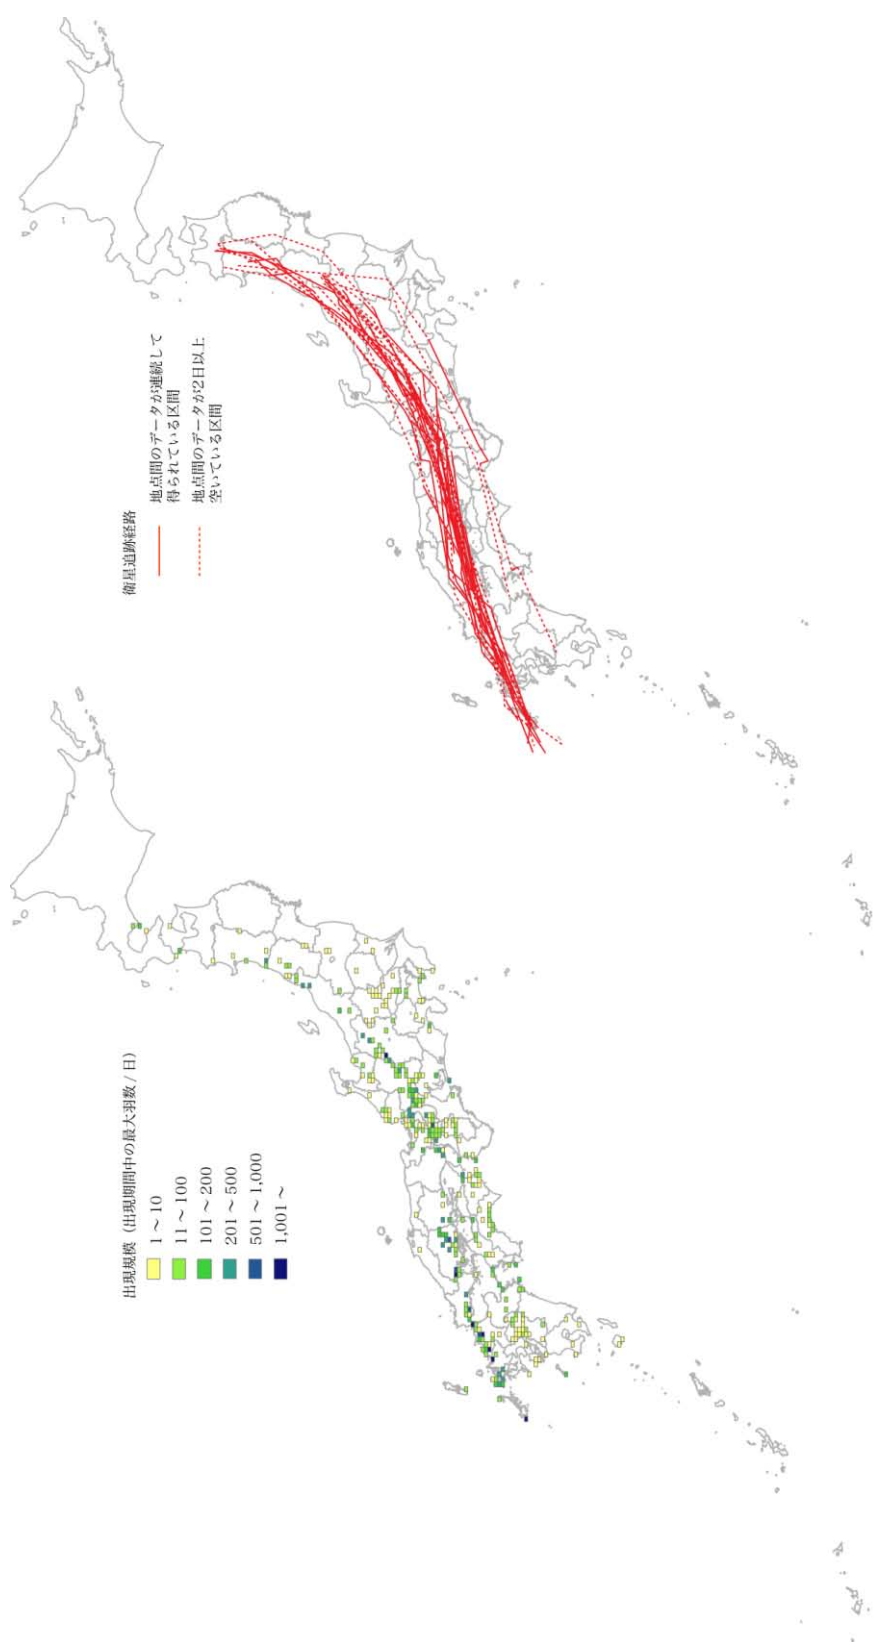 出現規模（出現期間中の最大羽数 / 日）
1 ～ 10
11 ～ 100
101 ～ 200
201 ～ 500
501 ～ 1,000
1,001 ～
衛星追跡経路
地点間のデータが連続して
得られている区間
地点間のデータが2日以上
空いている区間